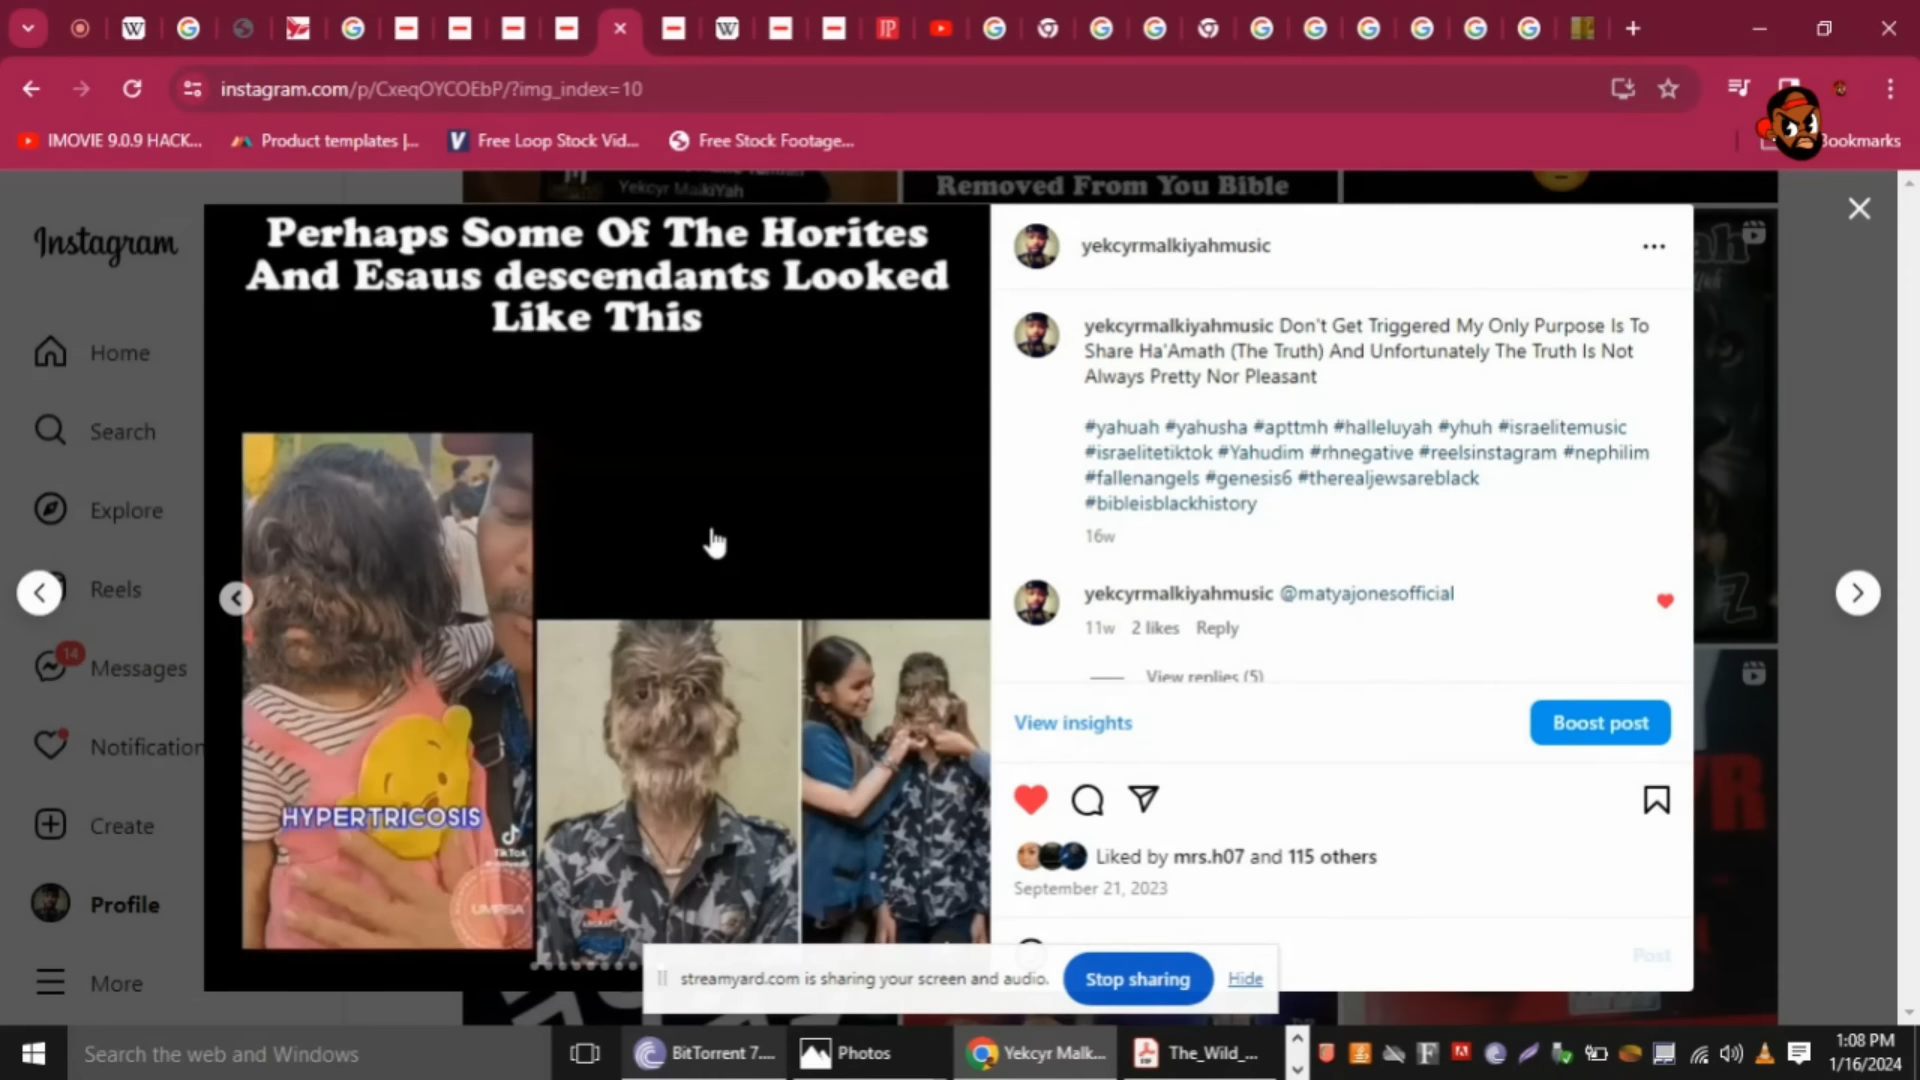 instagram.com/p/CxeqOYCOEbP/?img_index=10
IMOVIE 9.0.9 HACK...
Product templates |...
Free Loop Stock Vid...
Free Stock Footage...
Bookmarks
Yekcyr MalkiYah
Removed From You Bible
Instagram
Home
Search
Explore
Reels
14
Messages
Notification
Create
Profile
More
Perhaps Some Of The Horites
And Esaus descendants Looked
Like This
HYPERTRICOSIS
TikTok
yekcyrmalkiyahmusic
yekcyrmalkiyahmusic Don't Get Triggered My Only Purpose Is To
Share Ha'Amath (The Truth) And Unfortunately The Truth Is Not
Always Pretty Nor Pleasant
#yahuah #yahusha #apttmh #halleluyah #yhuh #israelitemusic
#israelitetiktok #Yahudim #rhnegative #reelsinstagram #nephilim
#fallenangels #genesis6 #therealjewsareblack
#bibleisblackhistory
16w
yekcyrmalkiyahmusic @matyajonesofficial
11w 2 likes Reply
View replies (5)
View insights
Boost post
Liked by mrs.h07 and 115 others
September 21, 2023
Post
streamyard.com is sharing your screen and audio.
Stop sharing
Hide
Search the web and Windows
BitTorrent 7....
Photos
Yekcyr Malk...
The_Wild_...
1:08 PM
1/16/2024